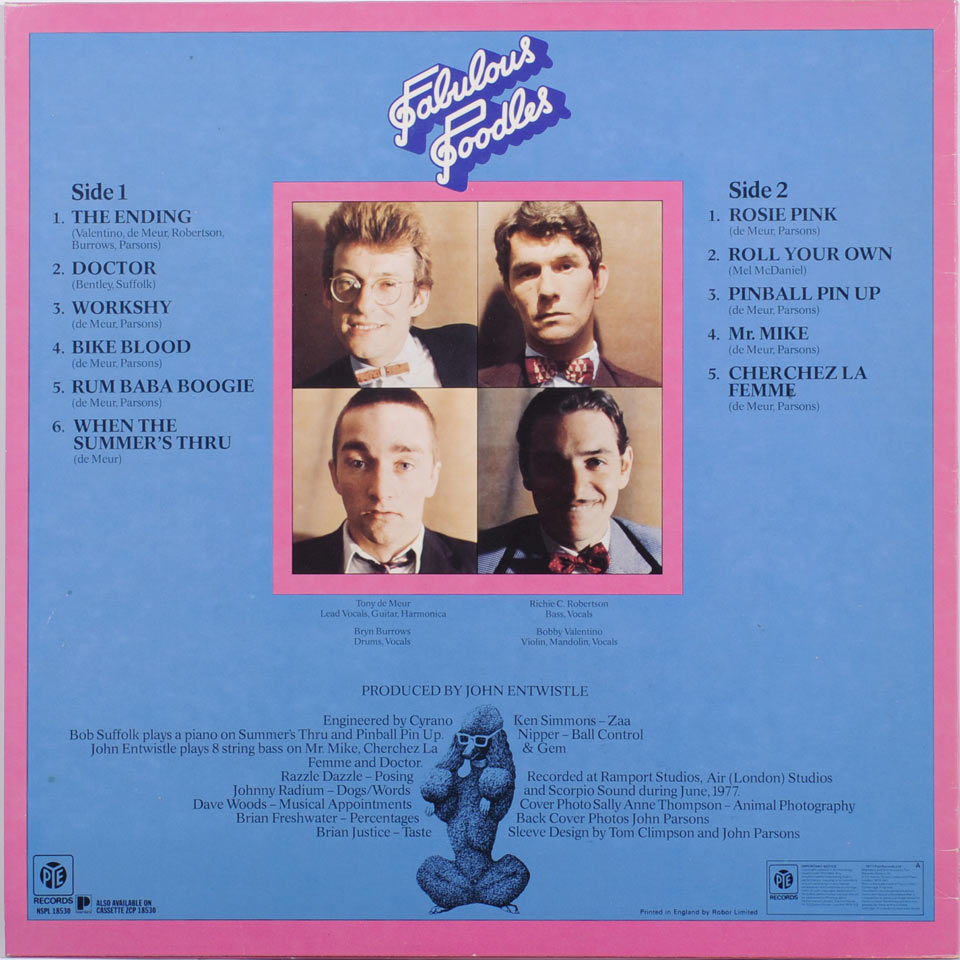 Fabulous
Poodles
Side 1
1. THE ENDING
(Valentino, de Meur, Robertson,
Burrows, Parsons)
2. DOCTOR
(Bentley, Suffolk)
3. WORKSHY
(de Meur, Parsons)
4. BIKE BLOOD
(de Meur, Parsons)
5. RUM BABA BOOGIE
(de Meur, Parsons)
6. WHEN THE
SUMMER'S THRU
(de Meur)
Side 2
1. ROSIE PINK
(de Meur, Parsons)
2. ROLL YOUR OWN
(Mel McDaniel)
3. PINBALL PIN UP
(de Meur, Parsons)
4. Mr. MIKE
(de Meur, Parsons)
5. CHERCHEZ LA
FEMME
(de Meur, Parsons)
Tony de Meur
Lead Vocals, Guitar, Harmonica
Bryn Burrows
Drums, Vocals
Richie C. Robertson
Bass, Vocals
Bobby Valentino
Violin, Mandolin, Vocals
PRODUCED BY JOHN ENTWISTLE
Engineered by Cyrano
Bob Suffolk plays a piano on Summer's Thru and Pinball Pin Up.
John Entwistle plays 8 string bass on Mr. Mike, Cherchez La
Femme and Doctor.
Razzle Dazzle – Posing
Johnny Radium – Dogs/Words
Dave Woods – Musical Appointments
Brian Freshwater – Percentages
Brian Justice – Taste
Ken Simmons – Zaa
Nipper – Ball Control
& Gem
Recorded at Ramport Studios, Air (London) Studios
and Scorpio Sound during June, 1977.
Cover Photo Sally Anne Thompson – Animal Photography
Back Cover Photos John Parsons
Sleeve Design by Tom Climpson and John Parsons
PYE
RECORDS
NSPL 18530
ALSO AVAILABLE ON
CASSETTE ZCP 18530
Printed in England by Robor Limited
PYE
RECORDS
IMPORTANT NOTICE